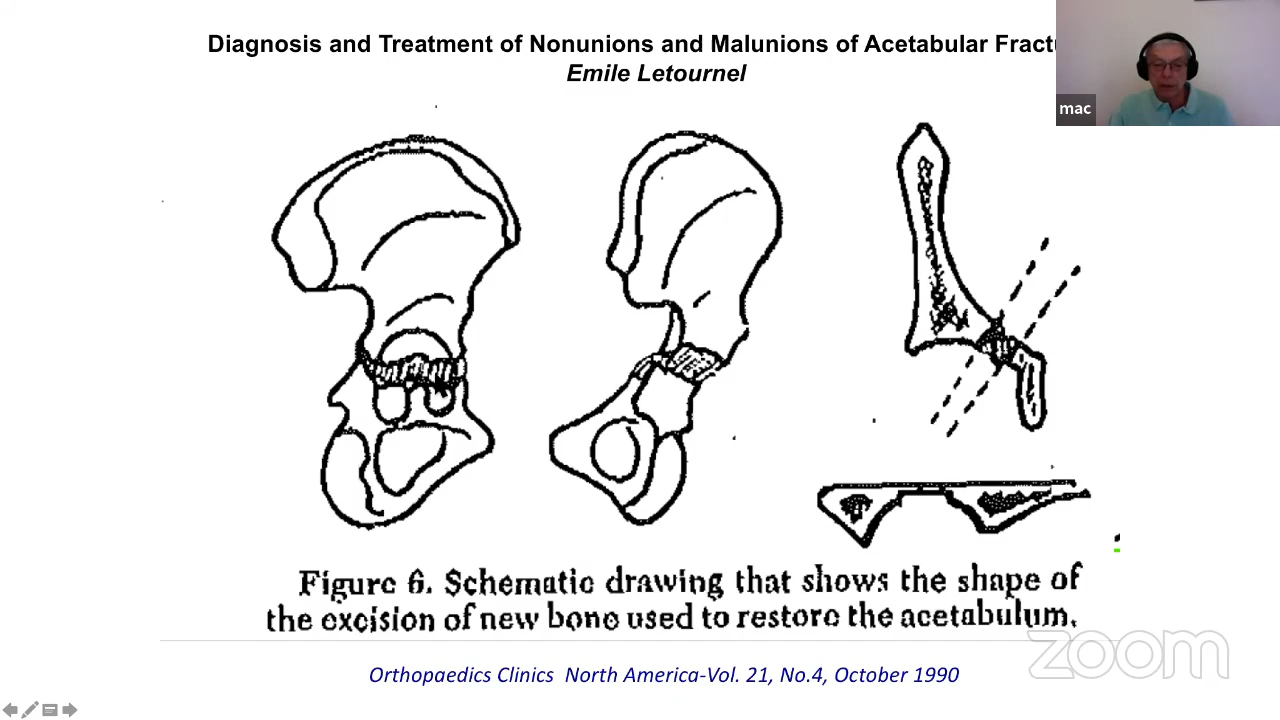 Diagnosis and Treatment of Nonunions and Malunions of Acetabular
Emile Letournel
mac
Figure 6. Schematic drawing that shows the shape of
the excision of new bone used to restore the acetabulum.
zoom
Orthopaedics Clinics North America-Vol. 21, No.4, October 1990